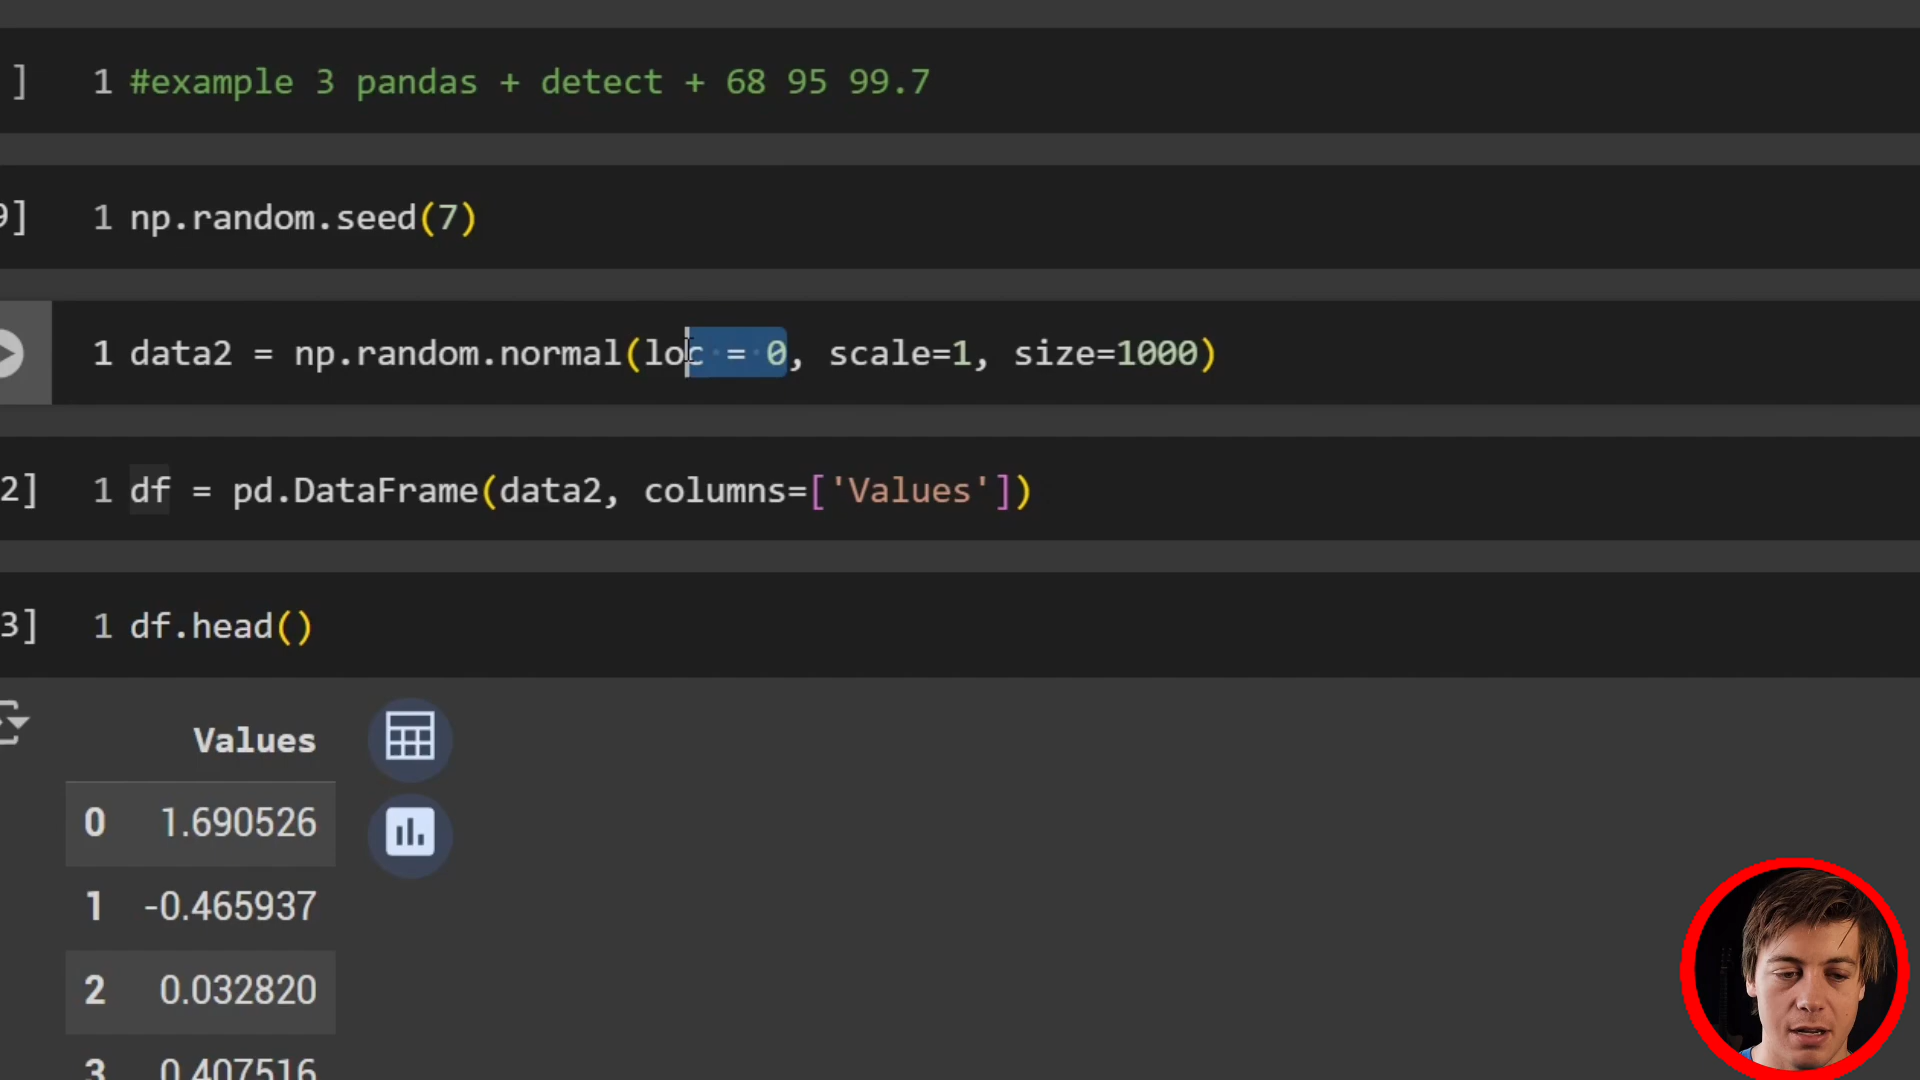 ] 1 #example 3 pandas + detect + 68 95 99.7
9] 1 np.random.seed(7)
1 data2 = np.random.normal(loc = 0, scale=1, size=1000)
2] 1 df = pd.DataFrame(data2, columns=['Values'])
3] 1 df.head()
Values
0 1.690526
1 -0.465937
2 0.032820
3 0.407516